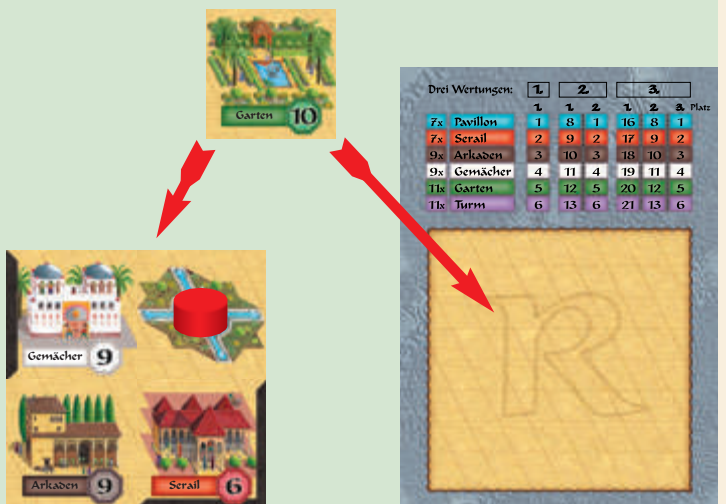 Garten 10
Drei Wertungen: 1 2 3
1 1 2 1 2 3 Platz
7x Pavillon 1 8 1 16 8 1
7x Serail 2 9 2 17 9 2
9x Arkaden 3 10 3 18 10 3
9x Gemächer 4 11 4 19 11 4
11x Garten 5 12 5 20 12 5
11x Turm 6 13 6 21 13 6
Gemächer 9
R
Arkaden 9
Serail 6